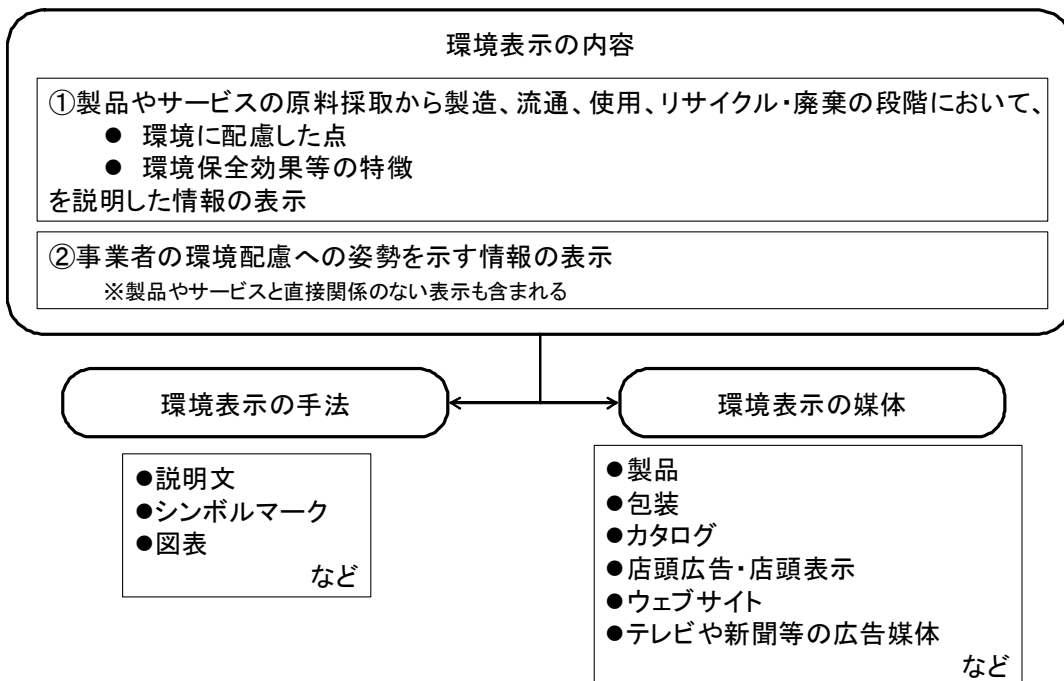 環境表示の内容
①製品やサービスの原料採取から製造、流通、使用、リサイクル・廃棄の段階において、
● 環境に配慮した点
● 環境保全効果等の特徴
を説明した情報の表示
②事業者の環境配慮への姿勢を示す情報の表示
※製品やサービスと直接関係のない表示も含まれる
環境表示の手法
●説明文
●シンボルマーク
●図表
など
環境表示の媒体
●製品
●包装
●カタログ
●店頭広告・店頭表示
●ウェブサイト
●テレビや新聞等の広告媒体
など